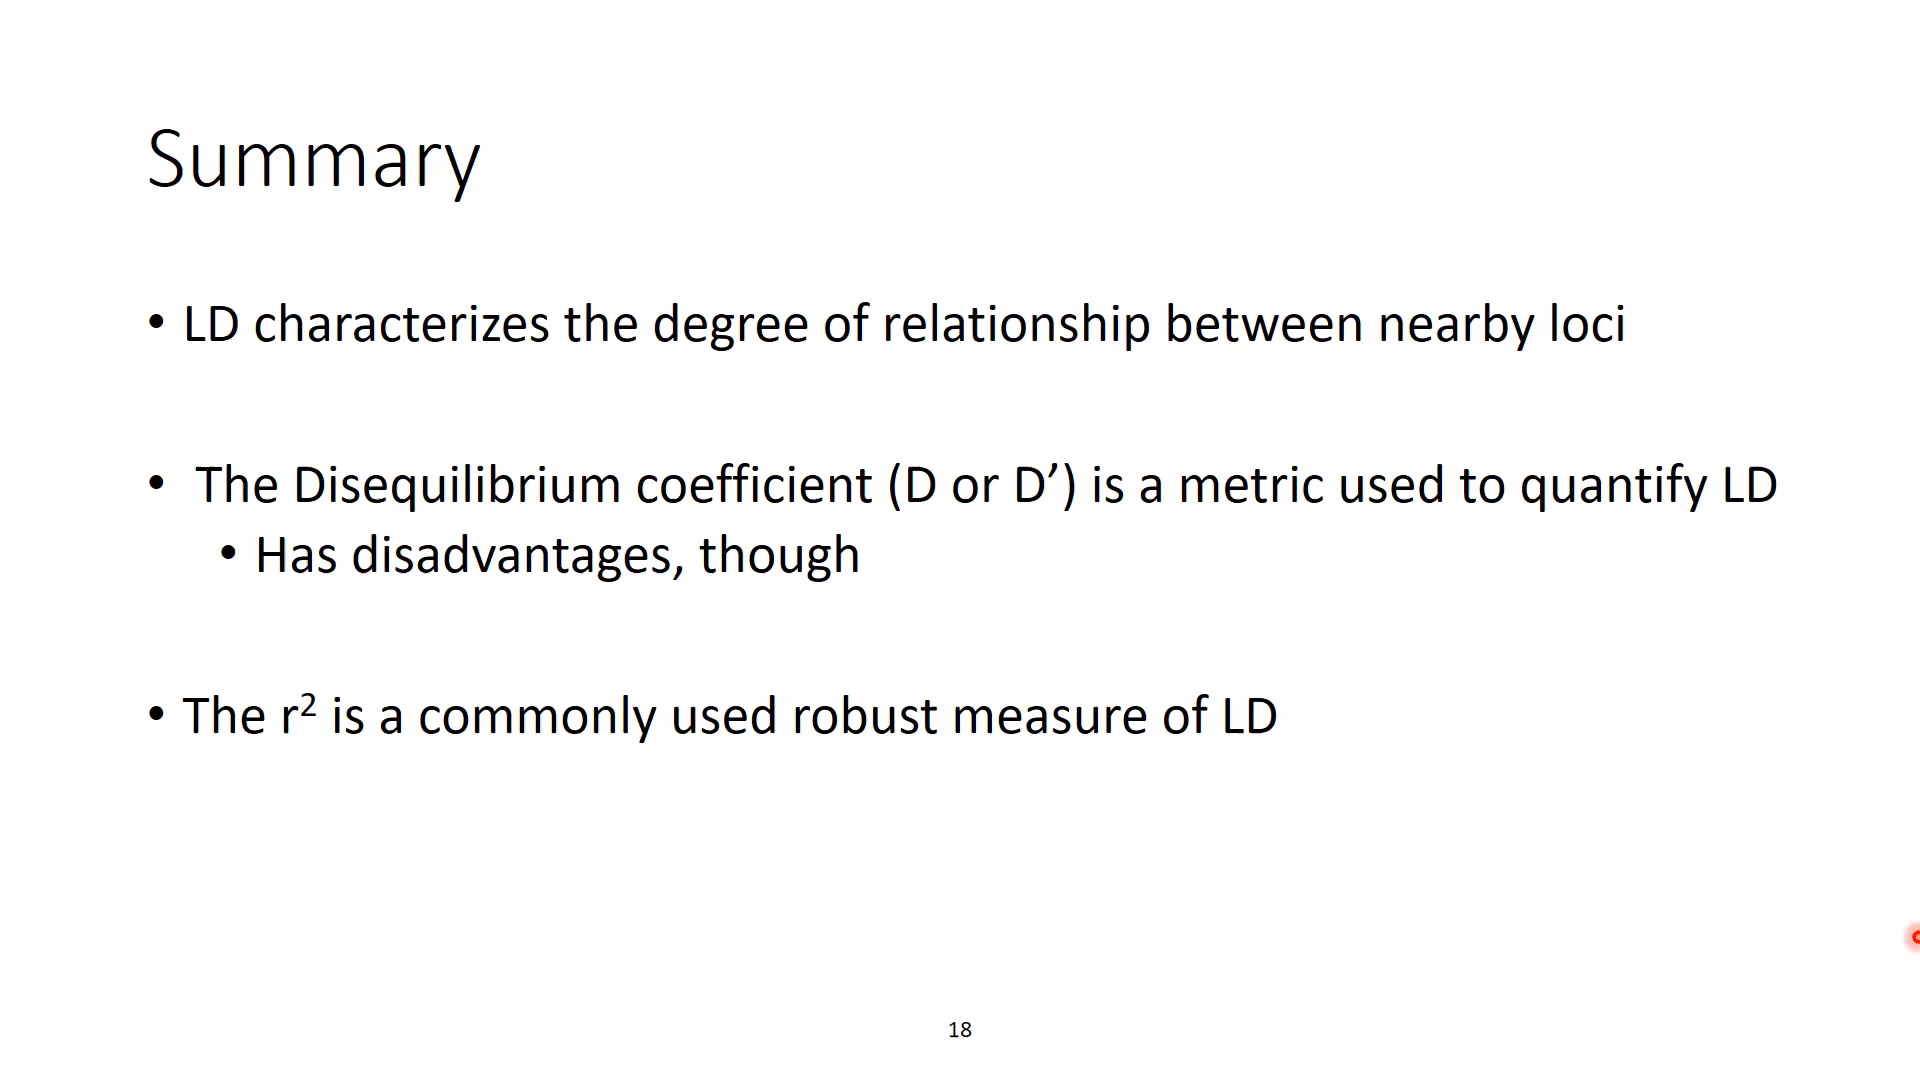 Summary
• LD characterizes the degree of relationship between nearby loci
• The Disequilibrium coefficient (D or D’) is a metric used to quantify LD
• Has disadvantages, though
• The r² is a commonly used robust measure of LD
18